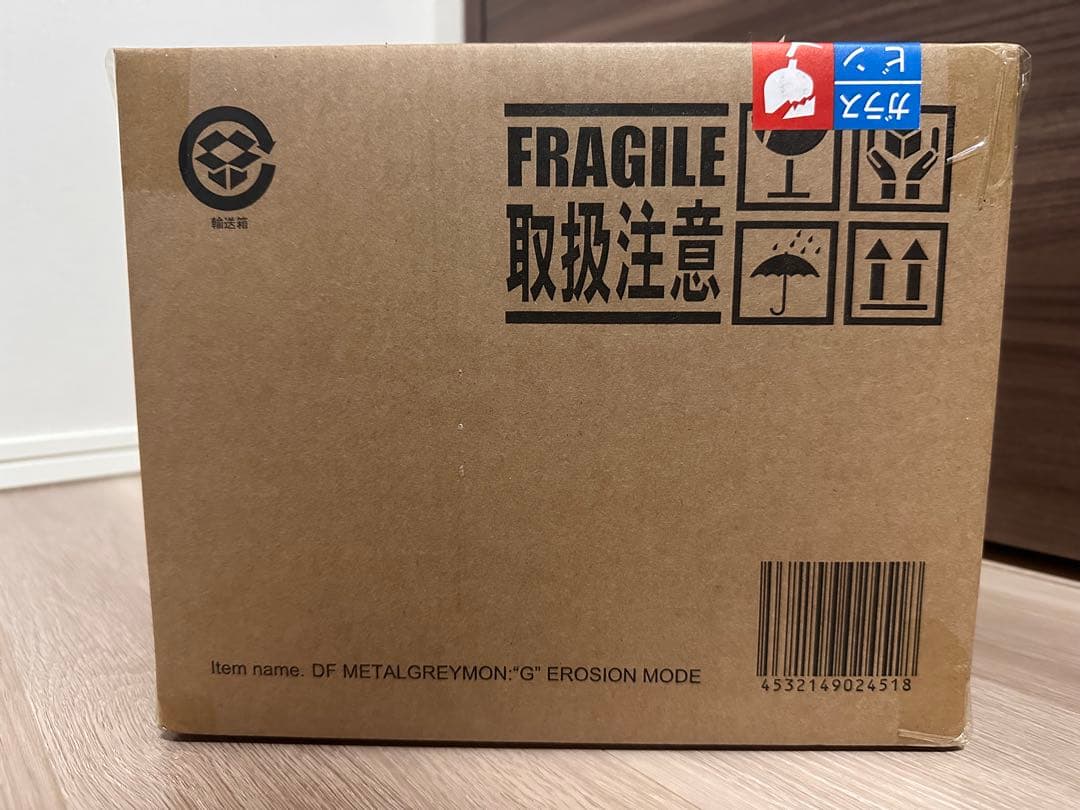 ガラス
ビン
FRAGILE
取扱注意
輸送箱
Item name. DF METALGREYMON:“G” EROSION MODE
4532149024518